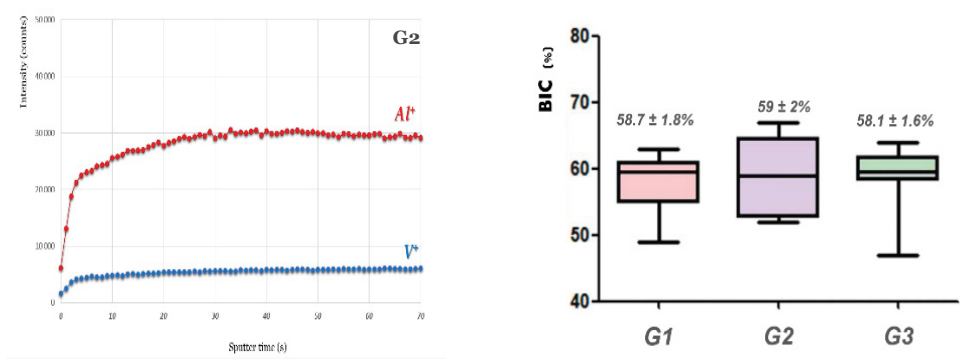 Intensity (counts)
50000
40000
30000
20000
10000
0
G2
Al⁺
V⁺
0 10 20 30 40 50 60 70
Sputter time (s)
BIC (%)
80
70
60
50
40
58.7 ± 1.8%
59 ± 2%
58.1 ± 1.6%
G1 G2 G3